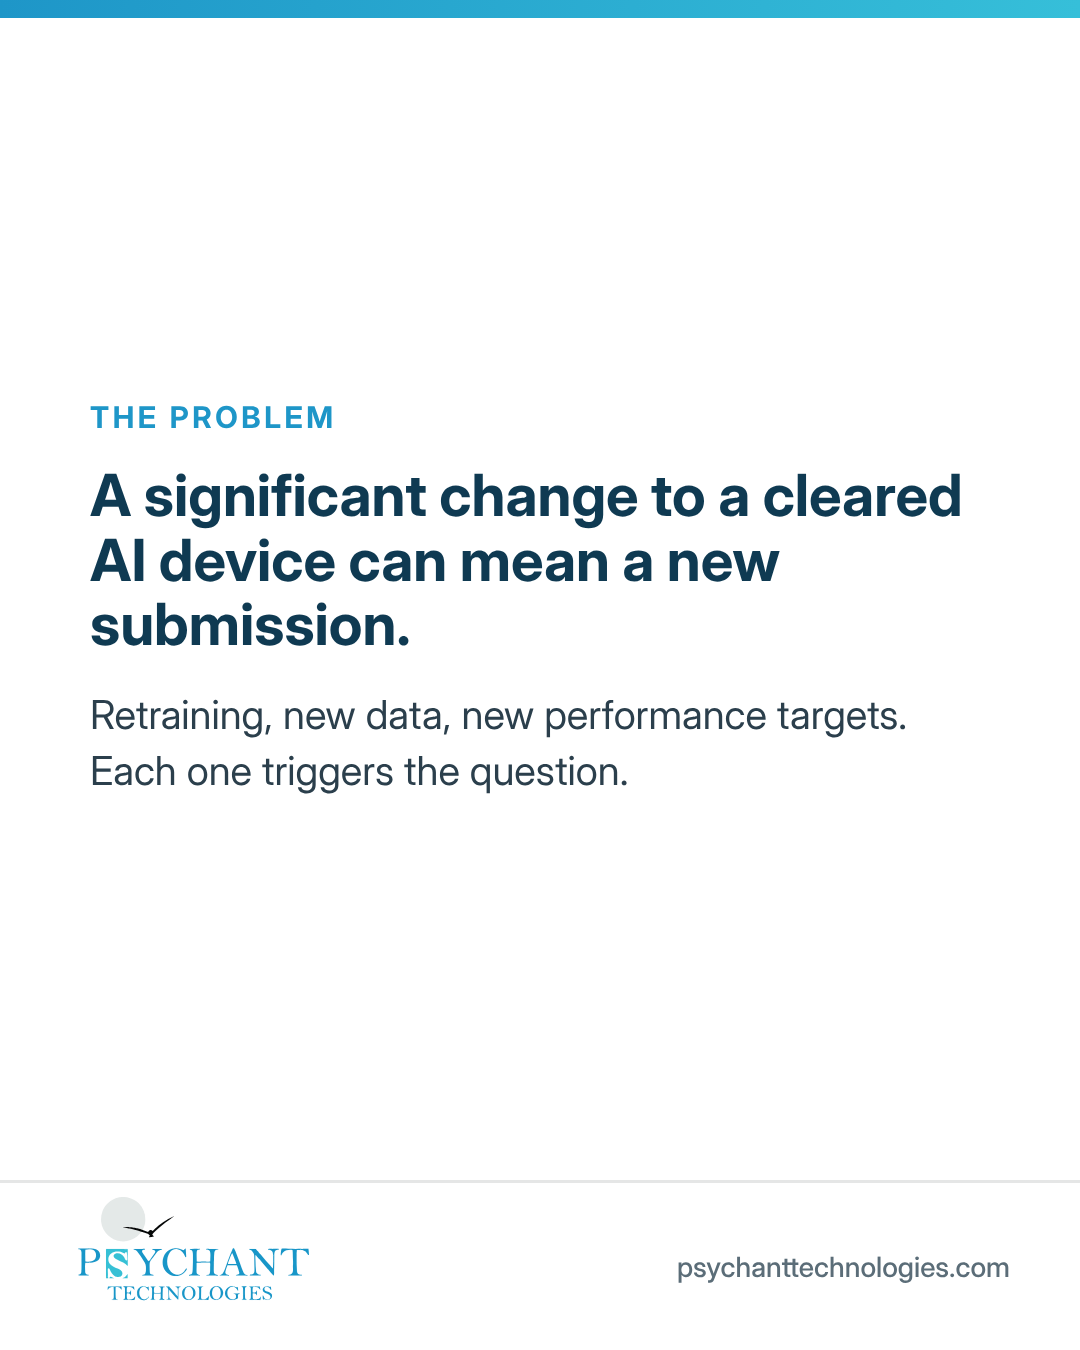 THE PROBLEM
A significant change to a cleared
AI device can mean a new
submission.
Retraining, new data, new performance targets.
Each one triggers the question.
PSYCHANT
TECHNOLOGIES
psychanttechnologies.com